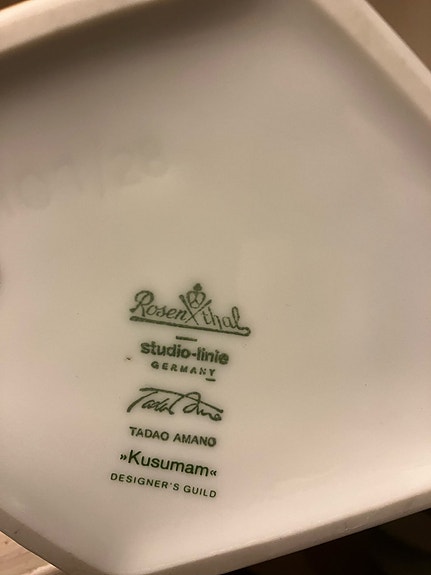 Rosenthal
studio-linie
GERMANY
TADAO AMANO
»Kusumam«
DESIGNER'S GUILD